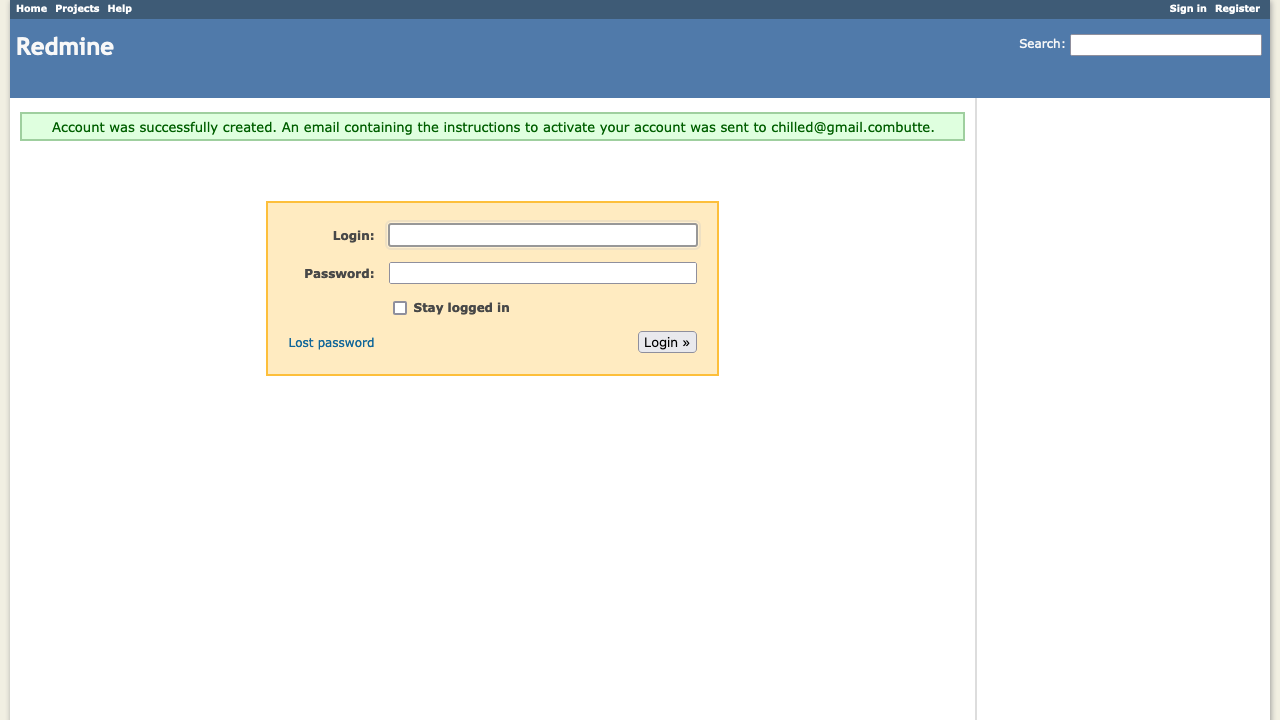 Home Projects Help Sign in Register
Redmine
Search:
Account was successfully created. An email containing the instructions to activate your account was sent to chilled@gmail.combutte.
Login:
Password:
Stay logged in
Lost password
Login »